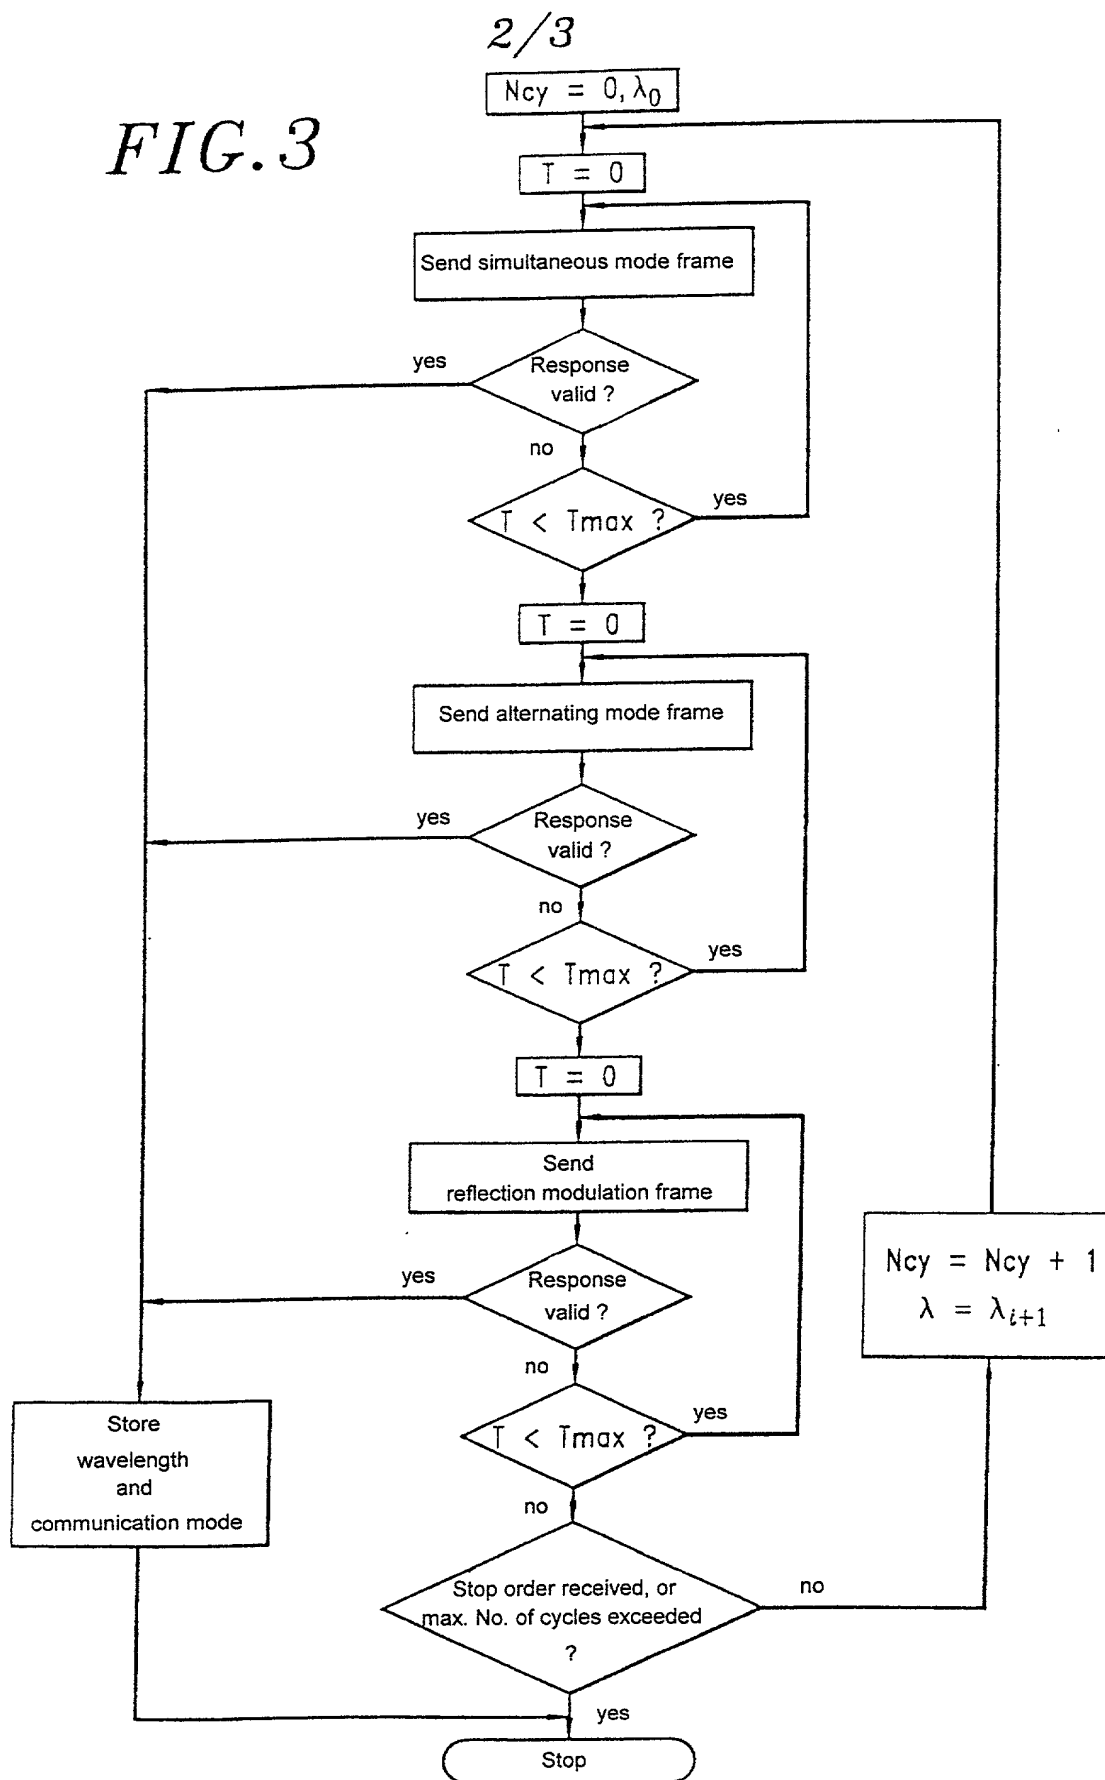 2/3
FIG.3
Ncy = 0, λ0
T = 0
Send simultaneous mode frame
Response
valid ?
yes
no
T < Tmax ?
yes
T = 0
Send alternating mode frame
Response
valid ?
yes
no
T < Tmax ?
yes
T = 0
Send
reflection modulation frame
Response
valid ?
yes
no
T < Tmax ?
yes
no
Ncy = Ncy + 1
λ = λi+1
Store
wavelength
and
communication mode
Stop order received, or
max. No. of cycles exceeded
?
no
yes
Stop